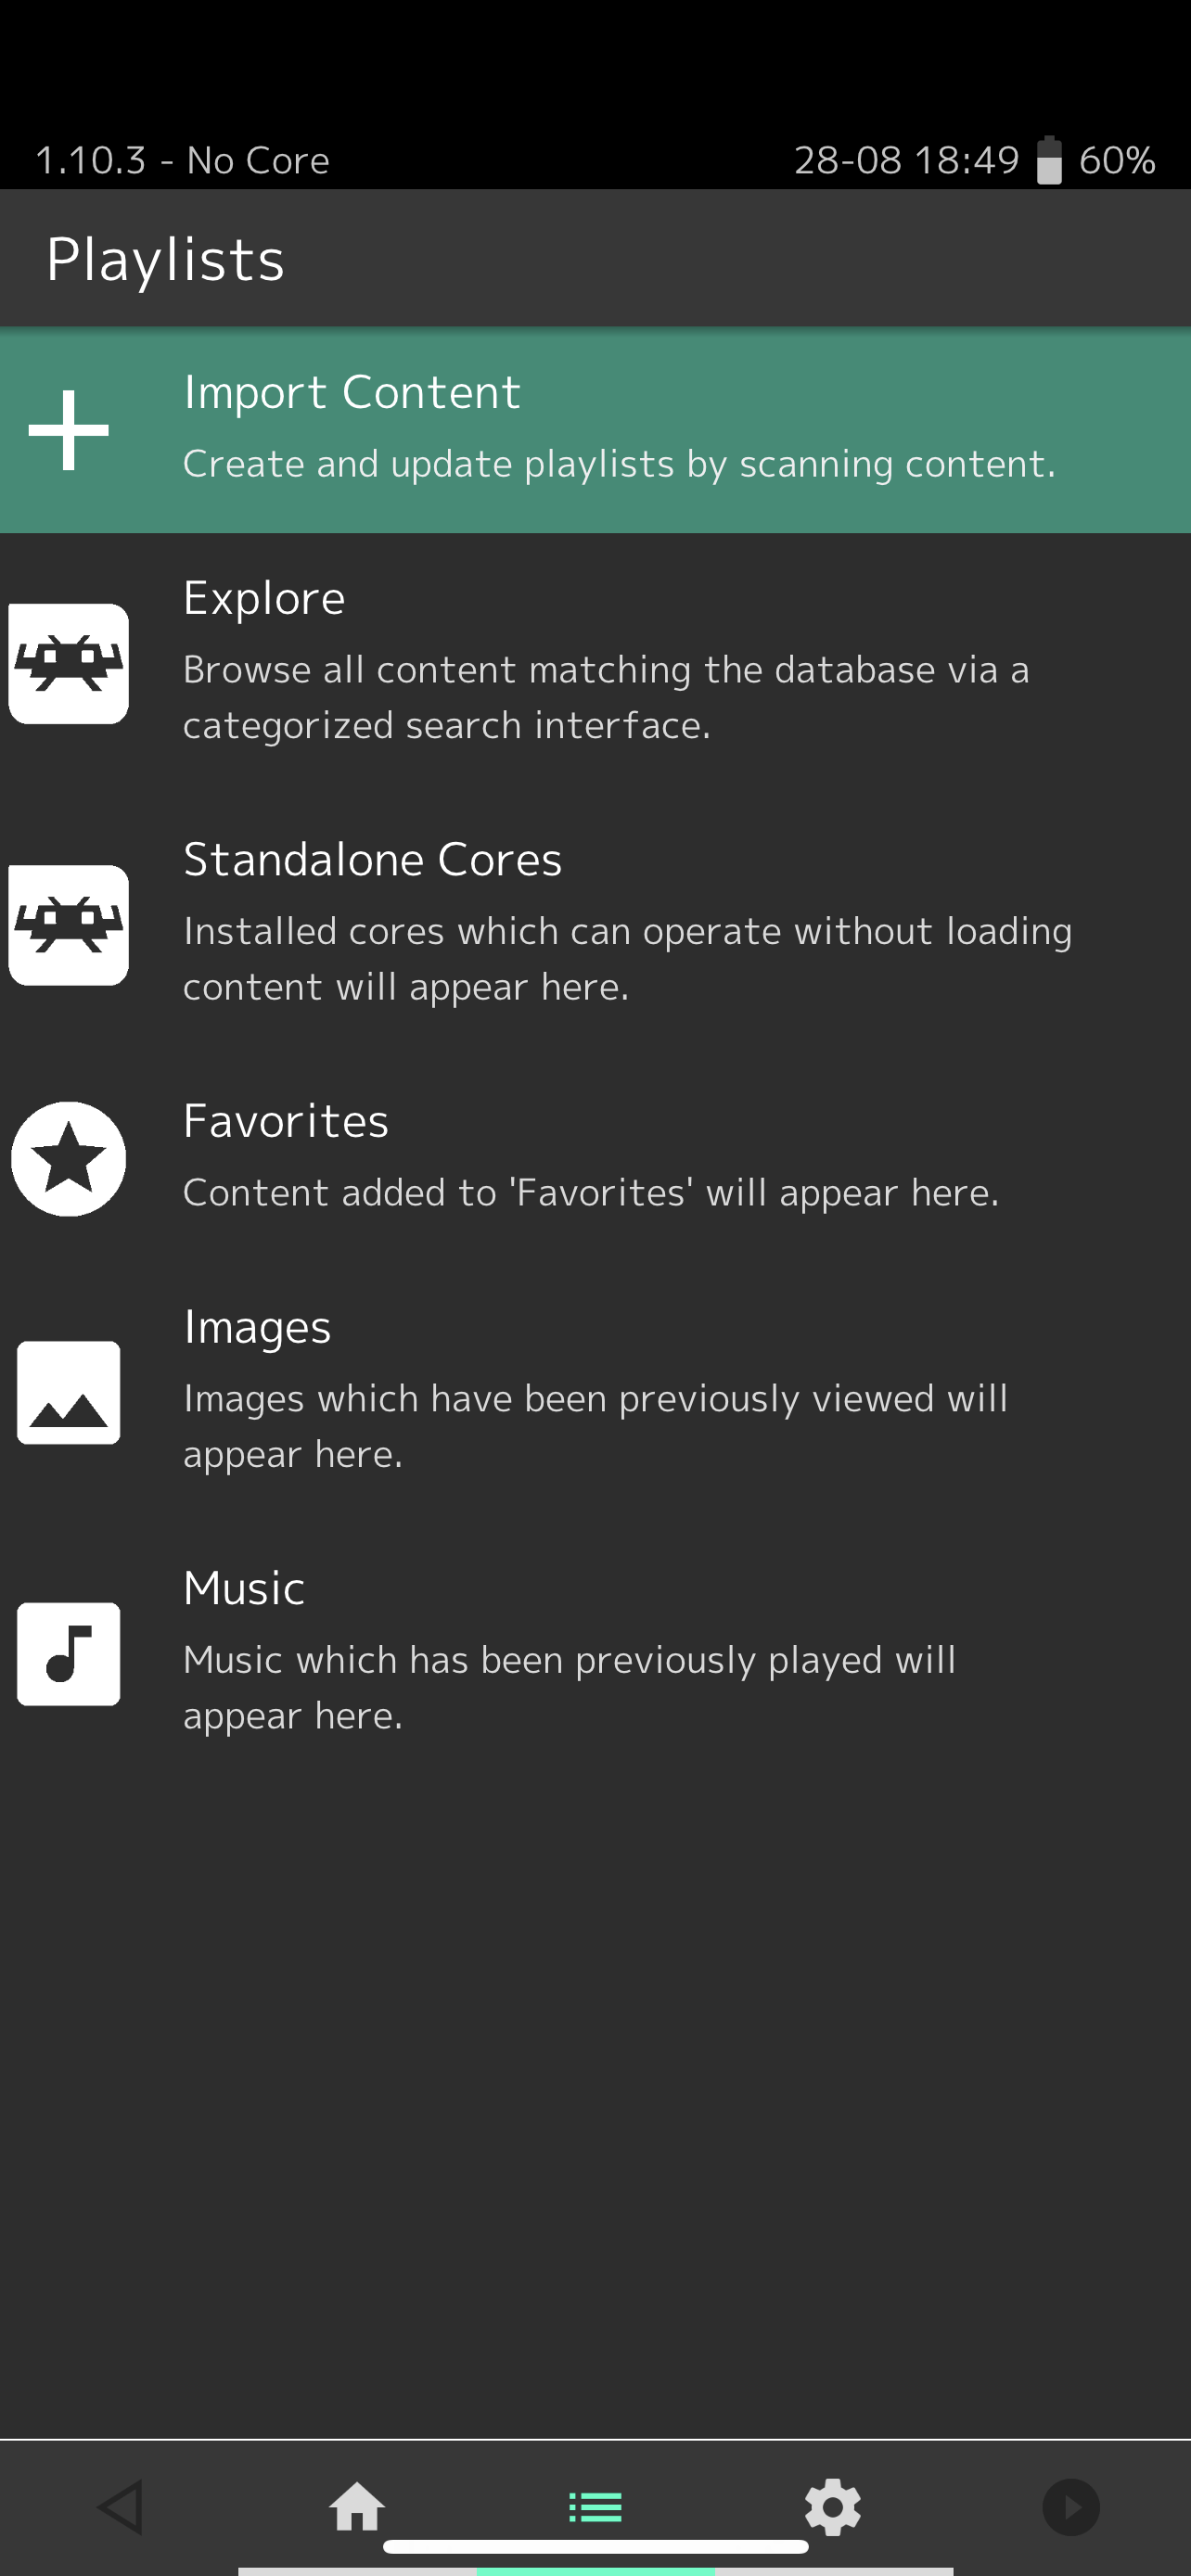 1.10.3 - No Core 28-08 18:49 60%
Playlists
Import Content
Create and update playlists by scanning content.
Explore
Browse all content matching the database via a
categorized search interface.
Standalone Cores
Installed cores which can operate without loading
content will appear here.
Favorites
Content added to 'Favorites' will appear here.
Images
Images which have been previously viewed will
appear here.
Music
Music which has been previously played will
appear here.